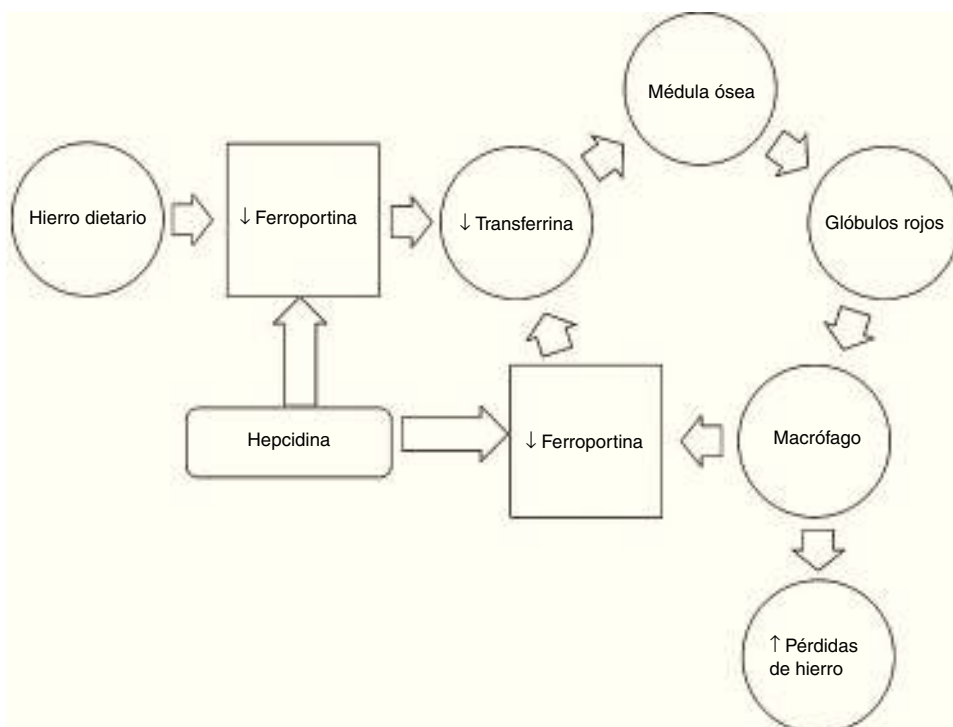 Médula ósea
Hierro dietario
↓ Ferroportina
↓ Transferrina
Glóbulos rojos
Hepcidina
↓ Ferroportina
Macrófago
↑ Pérdidas
de hierro